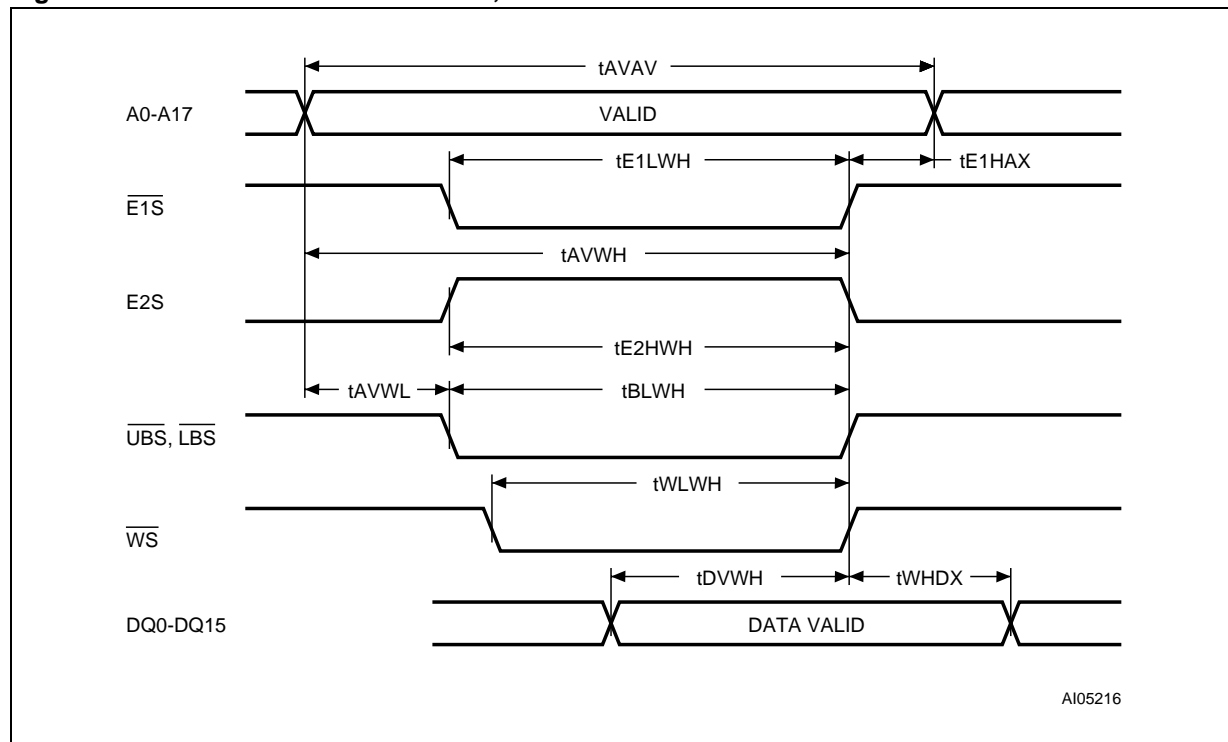 tAVAV
A0-A17
VALID
tE1LWH
tE1HAX
E1S
tAVWH
E2S
tE2HWH
tAVWL
tBLWH
UBS, LBS
tWLWH
WS
tDVWH
tWHDX
DQ0-DQ15
DATA VALID
AI05216